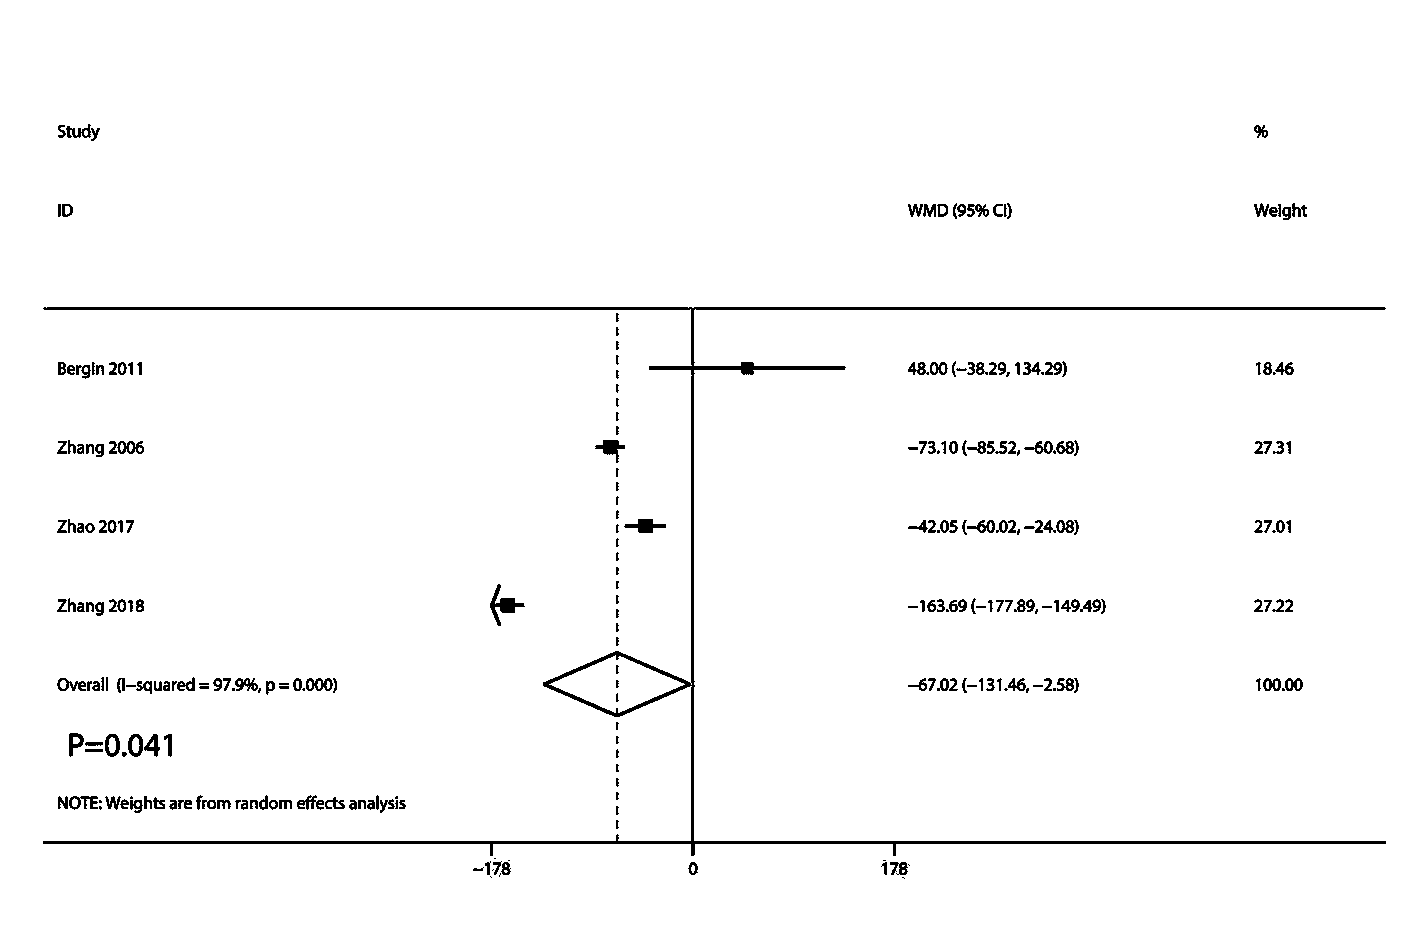 Study %
ID WMD (95% CI) Weight
Bergin 2011 48.00 (−38.29, 134.29) 18.46
Zhang 2006 −73.10 (−85.52, −60.68) 27.31
Zhao 2017 −42.05 (−60.02, −24.08) 27.01
Zhang 2018 −163.69 (−177.89, −149.49) 27.22
Overall (I−squared = 97.9%, p = 0.000) −67.02 (−131.46, −2.58) 100.00
P=0.041
NOTE: Weights are from random effects analysis
−178 0 178